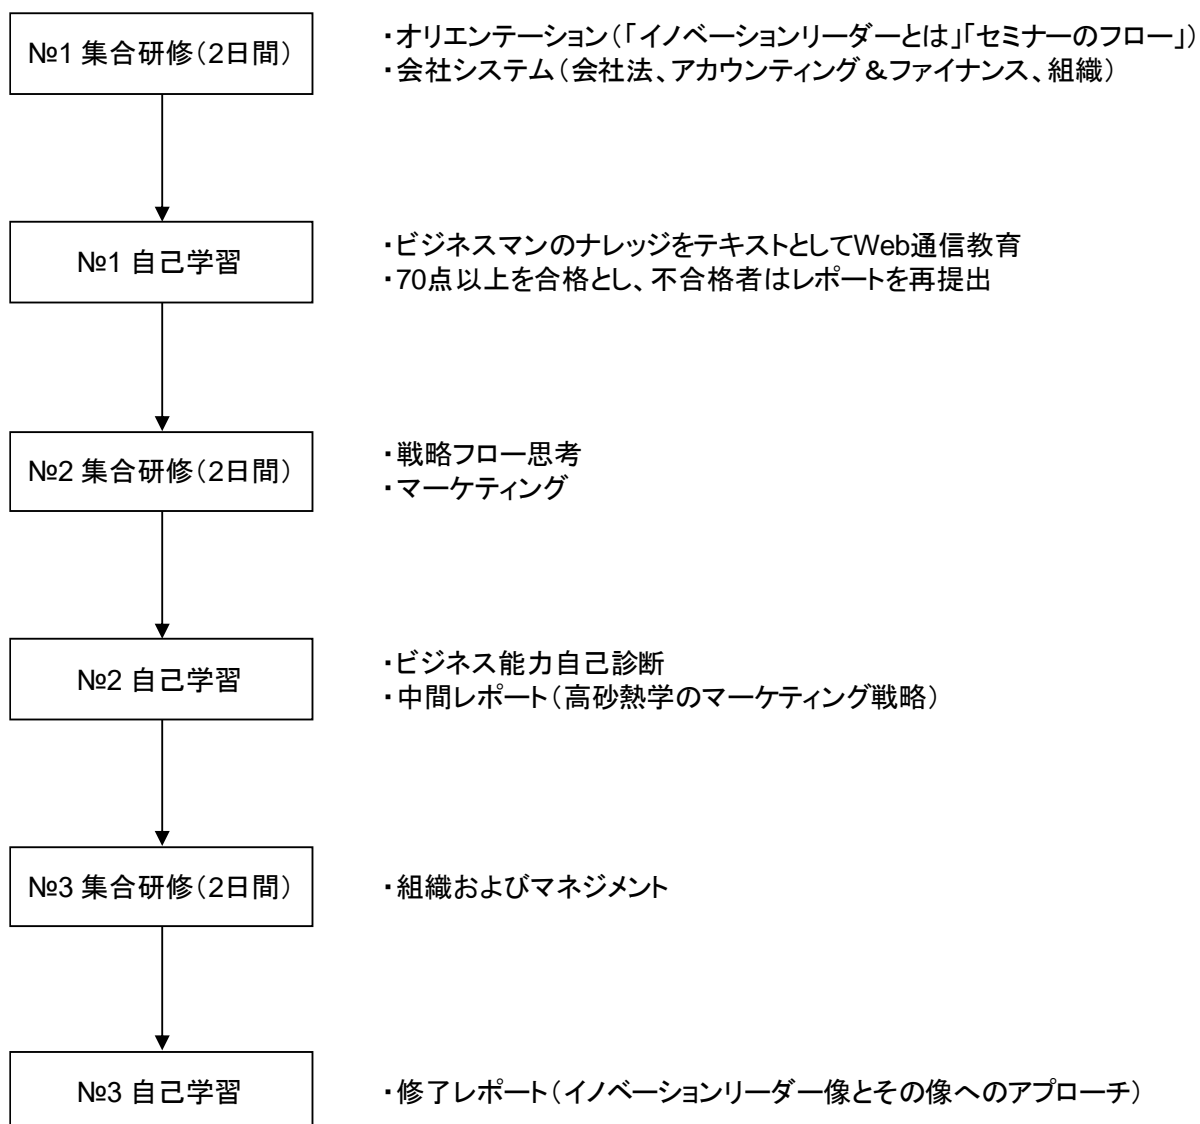 №1 集合研修（2日間）
・オリエンテーション（「イノベーションリーダーとは」「セミナーのフロー」）
・会社システム（会社法、アカウンティング＆ファイナンス、組織）
№1 自己学習
・ビジネスマンのナレッジをテキストとしてWeb通信教育
・70点以上を合格とし、不合格者はレポートを再提出
№2 集合研修（2日間）
・戦略フロー思考
・マーケティング
№2 自己学習
・ビジネス能力自己診断
・中間レポート（高砂熱学のマーケティング戦略）
№3 集合研修（2日間）
・組織およびマネジメント
№3 自己学習
・修了レポート（イノベーションリーダー像とその像へのアプローチ）